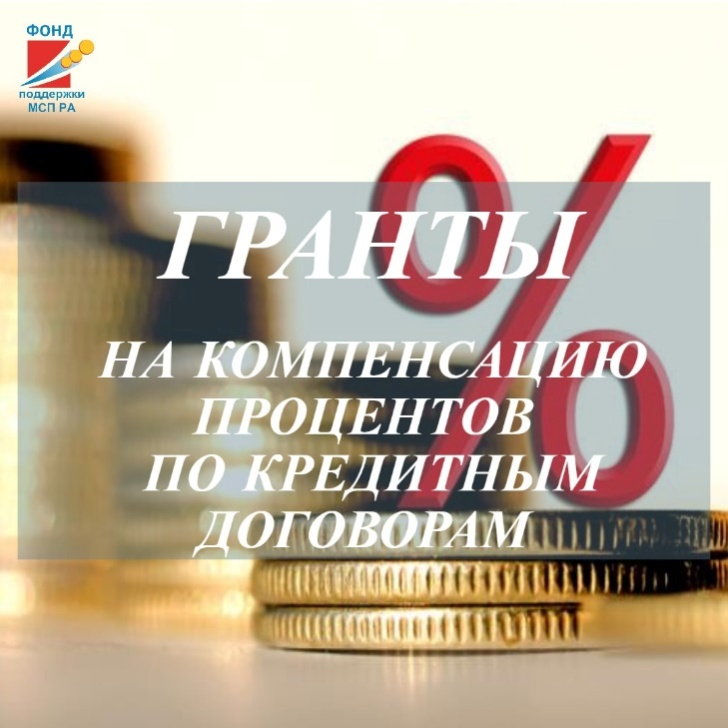 ФОНД
поддержки
МСП РА
ГРАНТЫ
НА КОМПЕНСАЦИЮ
ПРОЦЕНТОВ
ПО КРЕДИТНЫМ
ДОГОВОРАМ